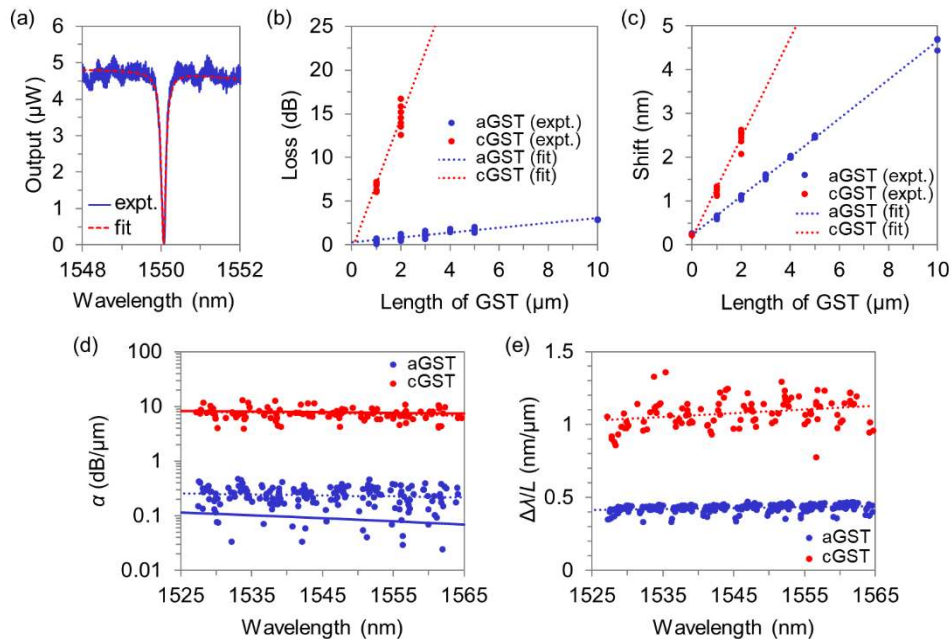 (a)
6
5
4
3
2
1
0
Output (µW)
expt.
fit
1548
1550
1552
Wavelength (nm)
(b)
25
20
15
10
5
0
Loss (dB)
aGST (expt.)
cGST (expt.)
aGST (fit)
cGST (fit)
0
2
4
6
8
10
Length of GST (µm)
(c)
5
4
3
2
1
0
Shift (nm)
aGST (expt.)
cGST (expt.)
aGST (fit)
cGST (fit)
0
2
4
6
8
10
Length of GST (µm)
(d)
100
10
1
0.1
0.01
α (dB/µm)
aGST
cGST
1525
1535
1545
1555
1565
Wavelength (nm)
(e)
1.5
1
0.5
0
Δλ/L (nm/µm)
aGST
cGST
1525
1535
1545
1555
1565
Wavelength (nm)